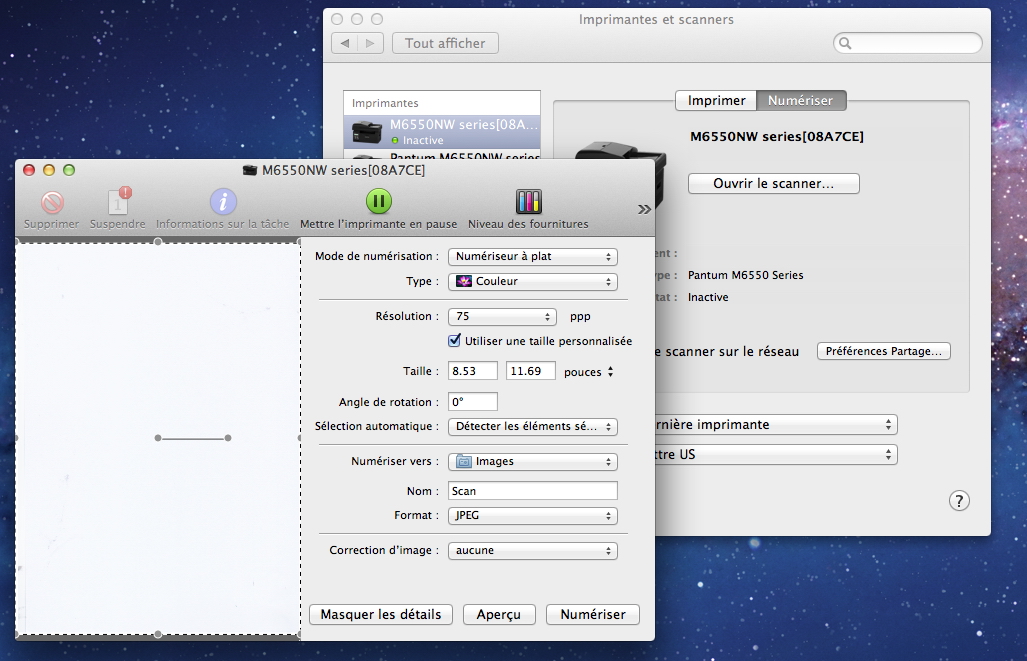 Imprimantes et scanners
Tout afficher
Imprimantes
M6550NW series[08A...
Inactive
Pantum M6550NW series
Imprimer
Numériser
M6550NW series[08A7CE]
Ouvrir le scanner...
ent :
pe : Pantum M6550 Series
tat : Inactive
e scanner sur le réseau
Préférences Partage...
rnière imprimante
ttre US
?
M6550NW series[08A7CE]
Supprimer
1
!
Suspendre
Informations sur la tâche
Mettre l'imprimante en pause
Niveau des fournitures
Mode de numérisation : Numériseur à plat
Type : Couleur
Résolution : 75 ppp
Utiliser une taille personnalisée
Taille : 8.53 11.69 pouces
Angle de rotation : 0°
Sélection automatique : Détecter les éléments sé...
Numériser vers : Images
Nom : Scan
Format : JPEG
Correction d'image : aucune
Masquer les détails
Aperçu
Numériser